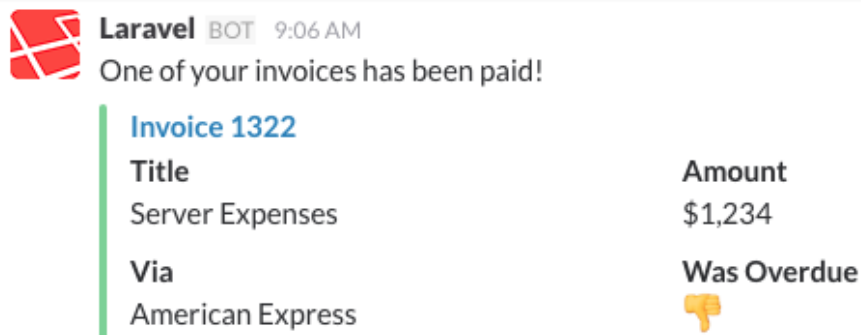 Laravel BOT 9:06 AM
One of your invoices has been paid!
Invoice 1322
Title Amount
Server Expenses $1,234
Via Was Overdue
American Express 👎